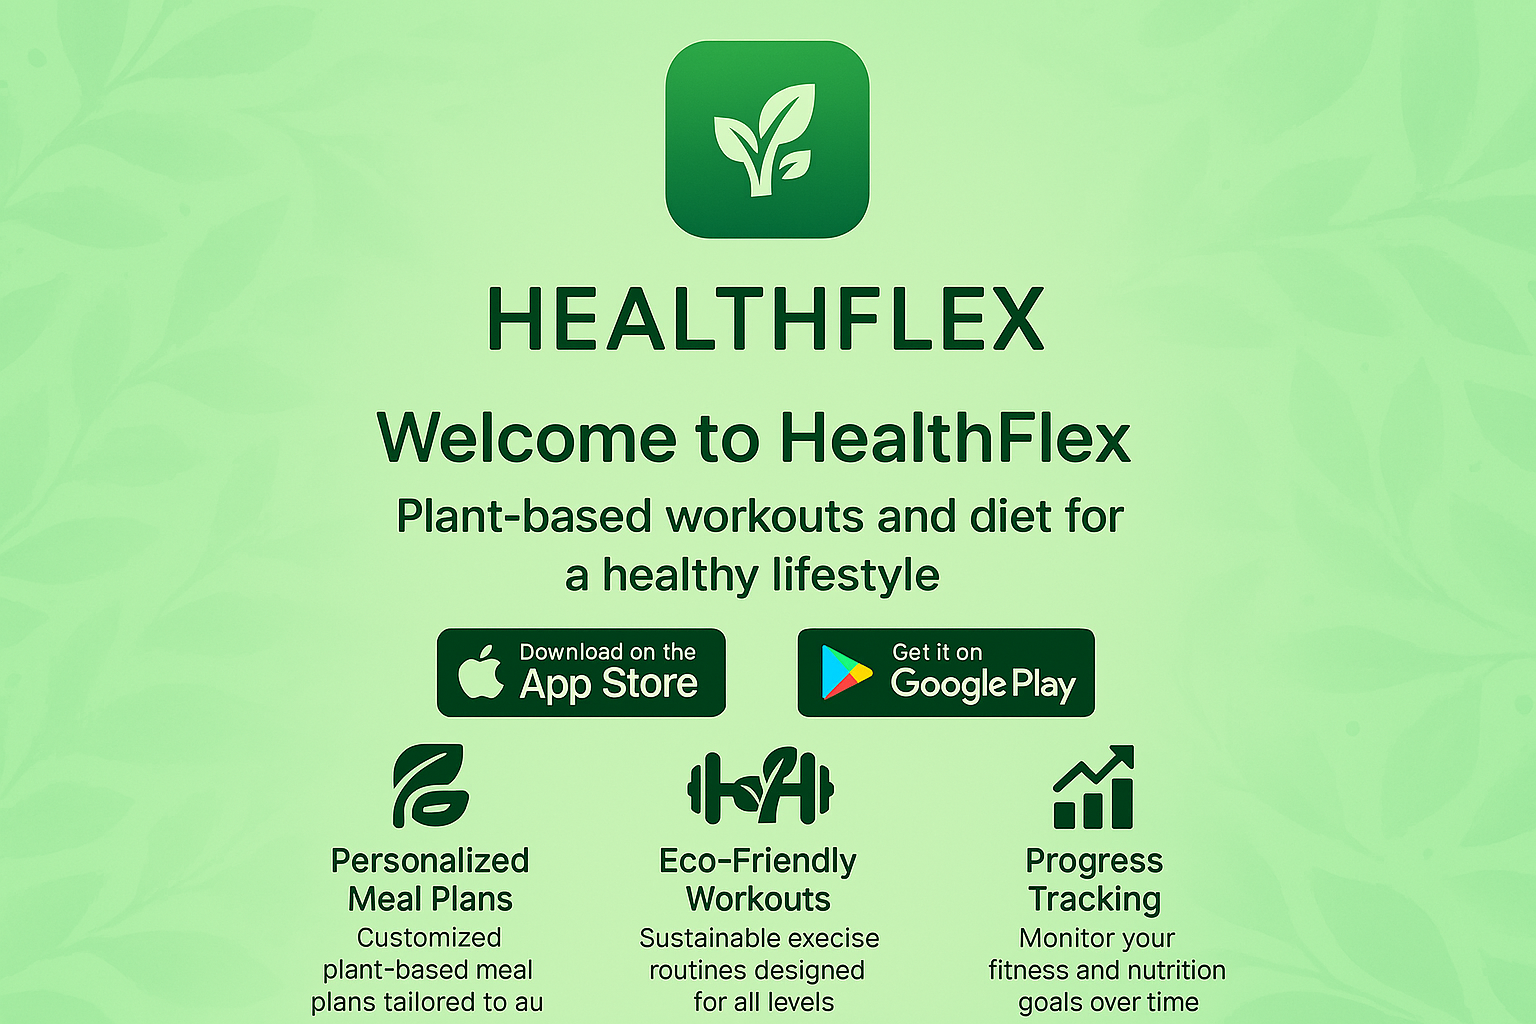 HEALTHFLEX
Welcome to HealthFlex
Plant-based workouts and diet for
a healthy lifestyle
Download on the
App Store
Get it on
Google Play
Personalized
Meal Plans
Customized
plant-based meal
plans tailored to au
Eco-Friendly
Workouts
Sustainable execise
routines designed
for all levels
Progress
Tracking
Monitor your
fitness and nutrition
goals over time